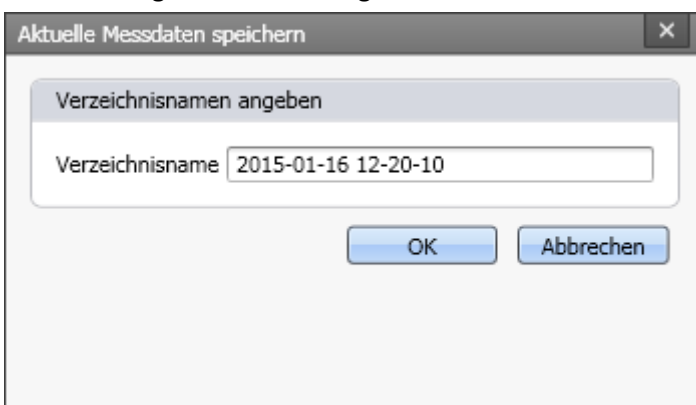 Aktuelle Messdaten speichern
Verzeichnisnamen angeben
Verzeichnisname 2015-01-16 12-20-10
OK Abbrechen